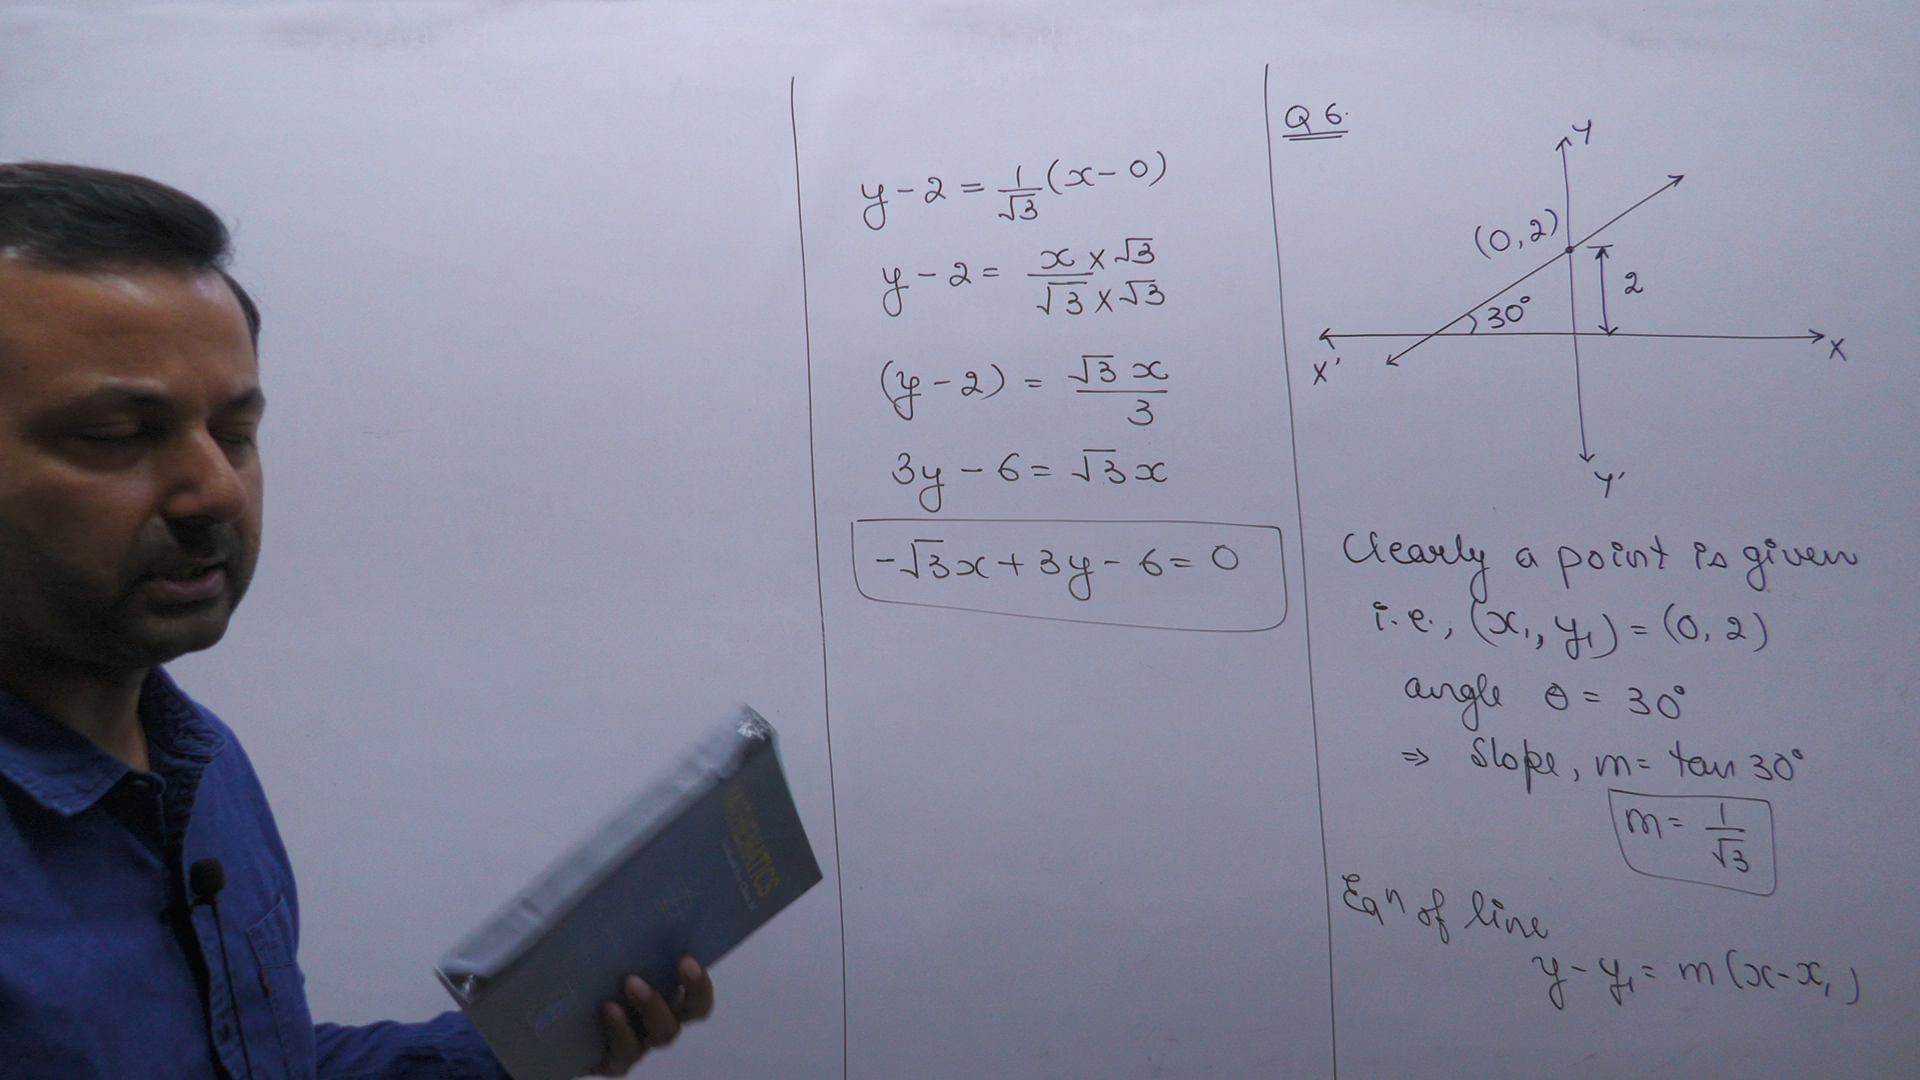 Q 6.
Y
(0, 2)
2
30°
X'
X
Y'
Clearly a point is given
i.e., (x₁, y₁) = (0, 2)
angle θ = 30°
⇒ Slope, m = tan 30°
m = 1/√3
Eqⁿ of line
y - y₁ = m (x - x₁)
y - 2 = 1/√3 (x - 0)
y - 2 = x × √3 / √3 × √3
(y - 2) = √3 x / 3
3y - 6 = √3 x
-√3 x + 3y - 6 = 0
MATHEMATICS